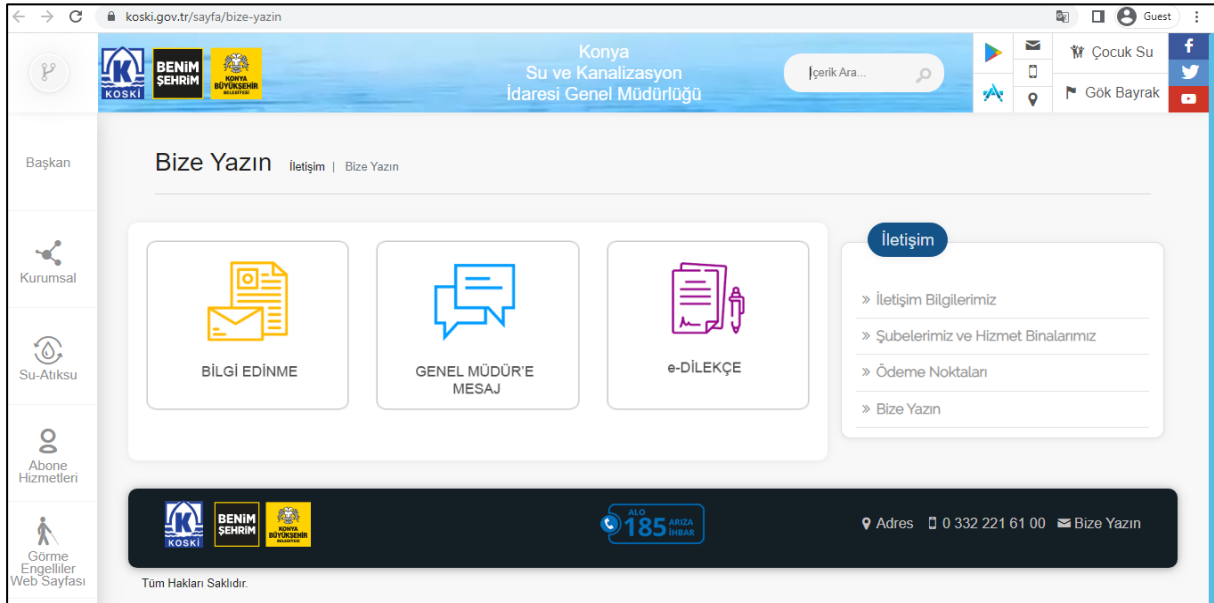 koski.gov.tr/sayfa/bize-yazin
Guest
KOSKİ
BENİM
ŞEHRİM
KONYA
BÜYÜKŞEHİR
BELEDİYESİ
Konya
Su ve Kanalizasyon
İdaresi Genel Müdürlüğü
İçerik Ara...
Çocuk Su
Gök Bayrak
Başkan
Kurumsal
Su-Atıksu
Abone
Hizmetleri
Görme
Engelliler
Web Sayfası
Bize Yazın İletişim | Bize Yazın
BİLGİ EDİNME
GENEL MÜDÜR'E
MESAJ
e-DİLEKÇE
İletişim
» İletişim Bilgilerimiz
» Şubelerimiz ve Hizmet Binalarımız
» Ödeme Noktaları
» Bize Yazın
KOSKİ
BENİM
ŞEHRİM
KONYA
BÜYÜKŞEHİR
BELEDİYESİ
ALO
185 ARIZA
İHBAR
Adres 0 332 221 61 00 Bize Yazın
Tüm Hakları Saklıdır.